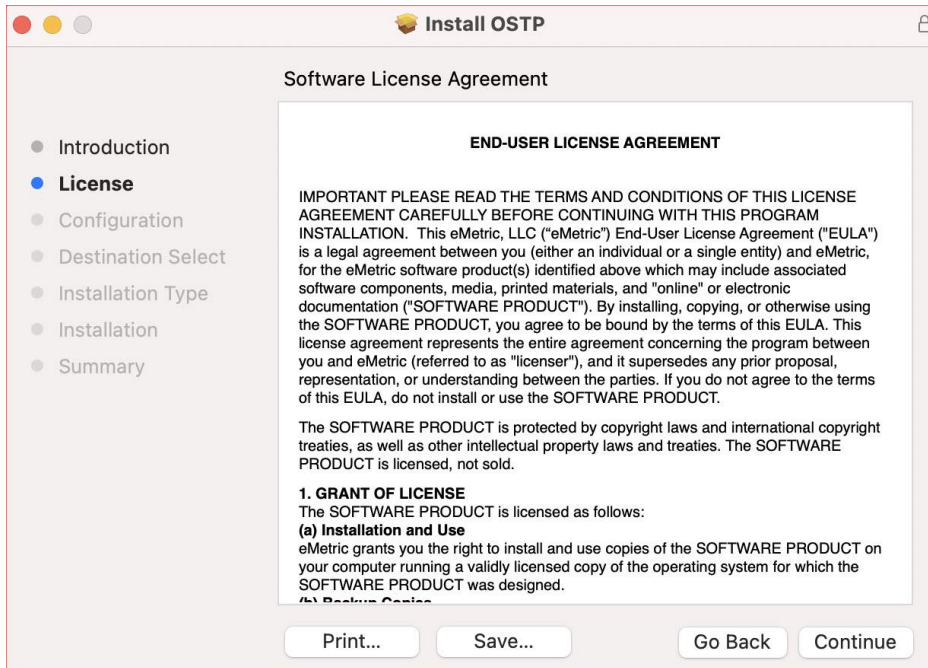 Install OSTP
Software License Agreement
Introduction
License
Configuration
Destination Select
Installation Type
Installation
Summary
END-USER LICENSE AGREEMENT
IMPORTANT PLEASE READ THE TERMS AND CONDITIONS OF THIS LICENSE
AGREEMENT CAREFULLY BEFORE CONTINUING WITH THIS PROGRAM
INSTALLATION.  This eMetric, LLC (“eMetric”) End-User License Agreement ("EULA")
is a legal agreement between you (either an individual or a single entity) and eMetric,
for the eMetric software product(s) identified above which may include associated
software components, media, printed materials, and "online" or electronic
documentation ("SOFTWARE PRODUCT"). By installing, copying, or otherwise using
the SOFTWARE PRODUCT, you agree to be bound by the terms of this EULA. This
license agreement represents the entire agreement concerning the program between
you and eMetric (referred to as "licenser"), and it supersedes any prior proposal,
representation, or understanding between the parties. If you do not agree to the terms
of this EULA, do not install or use the SOFTWARE PRODUCT.
The SOFTWARE PRODUCT is protected by copyright laws and international copyright
treaties, as well as other intellectual property laws and treaties. The SOFTWARE
PRODUCT is licensed, not sold.
1. GRANT OF LICENSE
The SOFTWARE PRODUCT is licensed as follows:
(a) Installation and Use
eMetric grants you the right to install and use copies of the SOFTWARE PRODUCT on
your computer running a validly licensed copy of the operating system for which the
SOFTWARE PRODUCT was designed.
(b) Backup Copies
Print...
Save...
Go Back
Continue